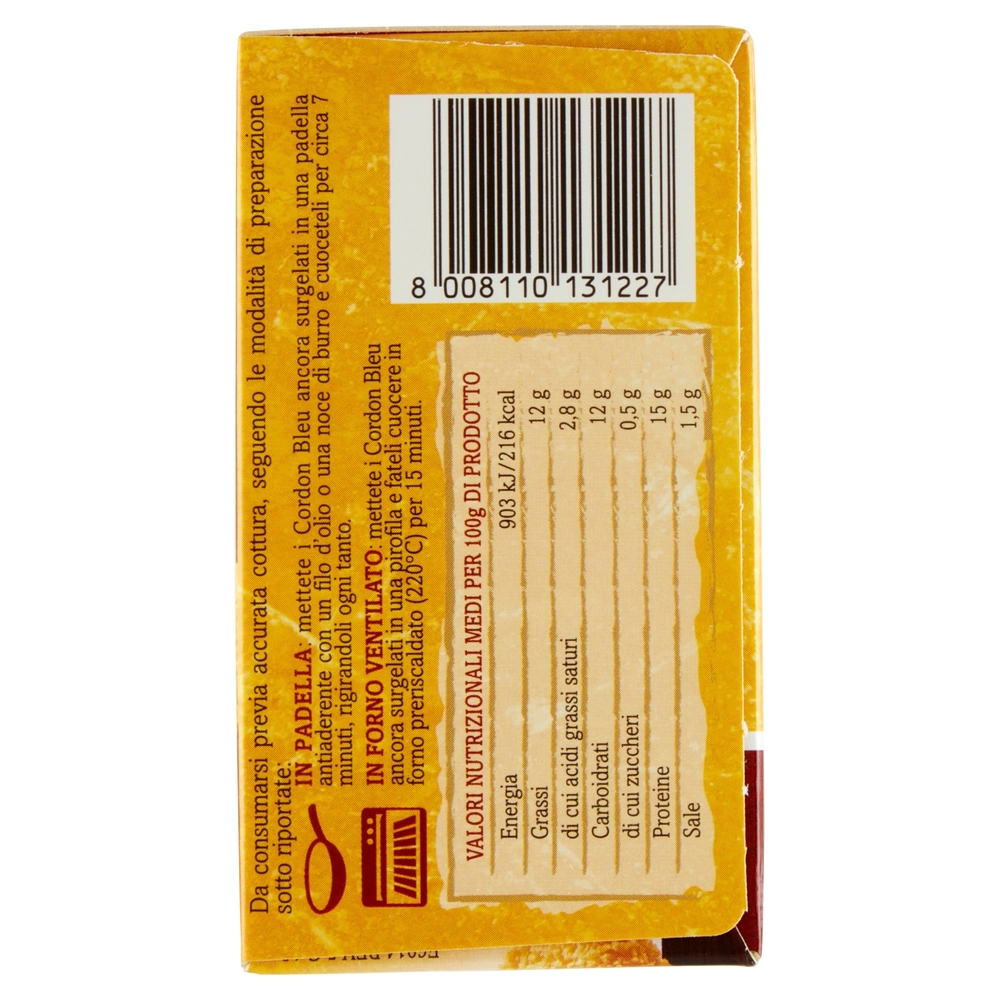 Da consumarsi previa accurata cottura, seguendo le modalità di preparazione
sotto riportate:
IN PADELLA: mettete i Cordon Bleu ancora surgelati in una padella
antiaderente con un filo d'olio o una noce di burro e cuoceteli per circa 7
minuti, rigirandoli ogni tanto.
IN FORNO VENTILATO: mettete i Cordon Bleu
ancora surgelati in una pirofila e fateli cuocere in
forno preriscaldato (220°C) per 15 minuti.
8 008110 131227
VALORI NUTRIZIONALI MEDI PER 100g DI PRODOTTO
Energia 903 kJ/216 kcal
Grassi 12 g
di cui acidi grassi saturi 2,8 g
Carboidrati 12 g
di cui zuccheri 0,5 g
Proteine 15 g
Sale 1,5 g